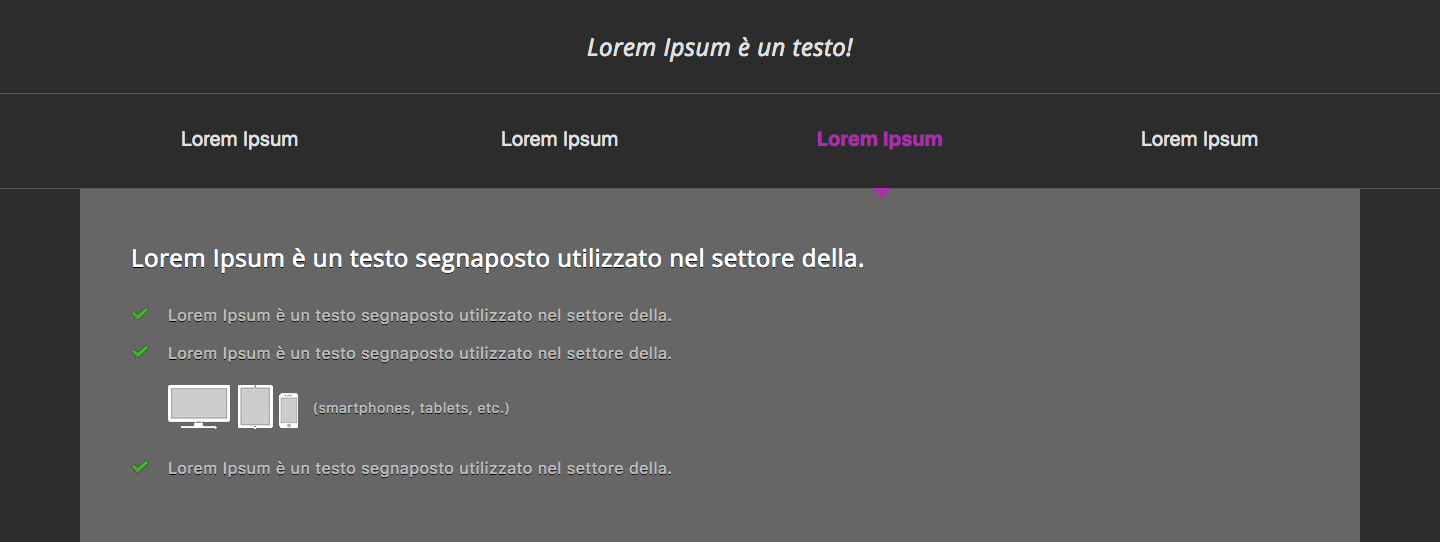 Lorem Ipsum è un testo!
Lorem Ipsum Lorem Ipsum Lorem Ipsum Lorem Ipsum
Lorem Ipsum è un testo segnaposto utilizzato nel settore della.
Lorem Ipsum è un testo segnaposto utilizzato nel settore della.
Lorem Ipsum è un testo segnaposto utilizzato nel settore della.
(smartphones, tablets, etc.)
Lorem Ipsum è un testo segnaposto utilizzato nel settore della.